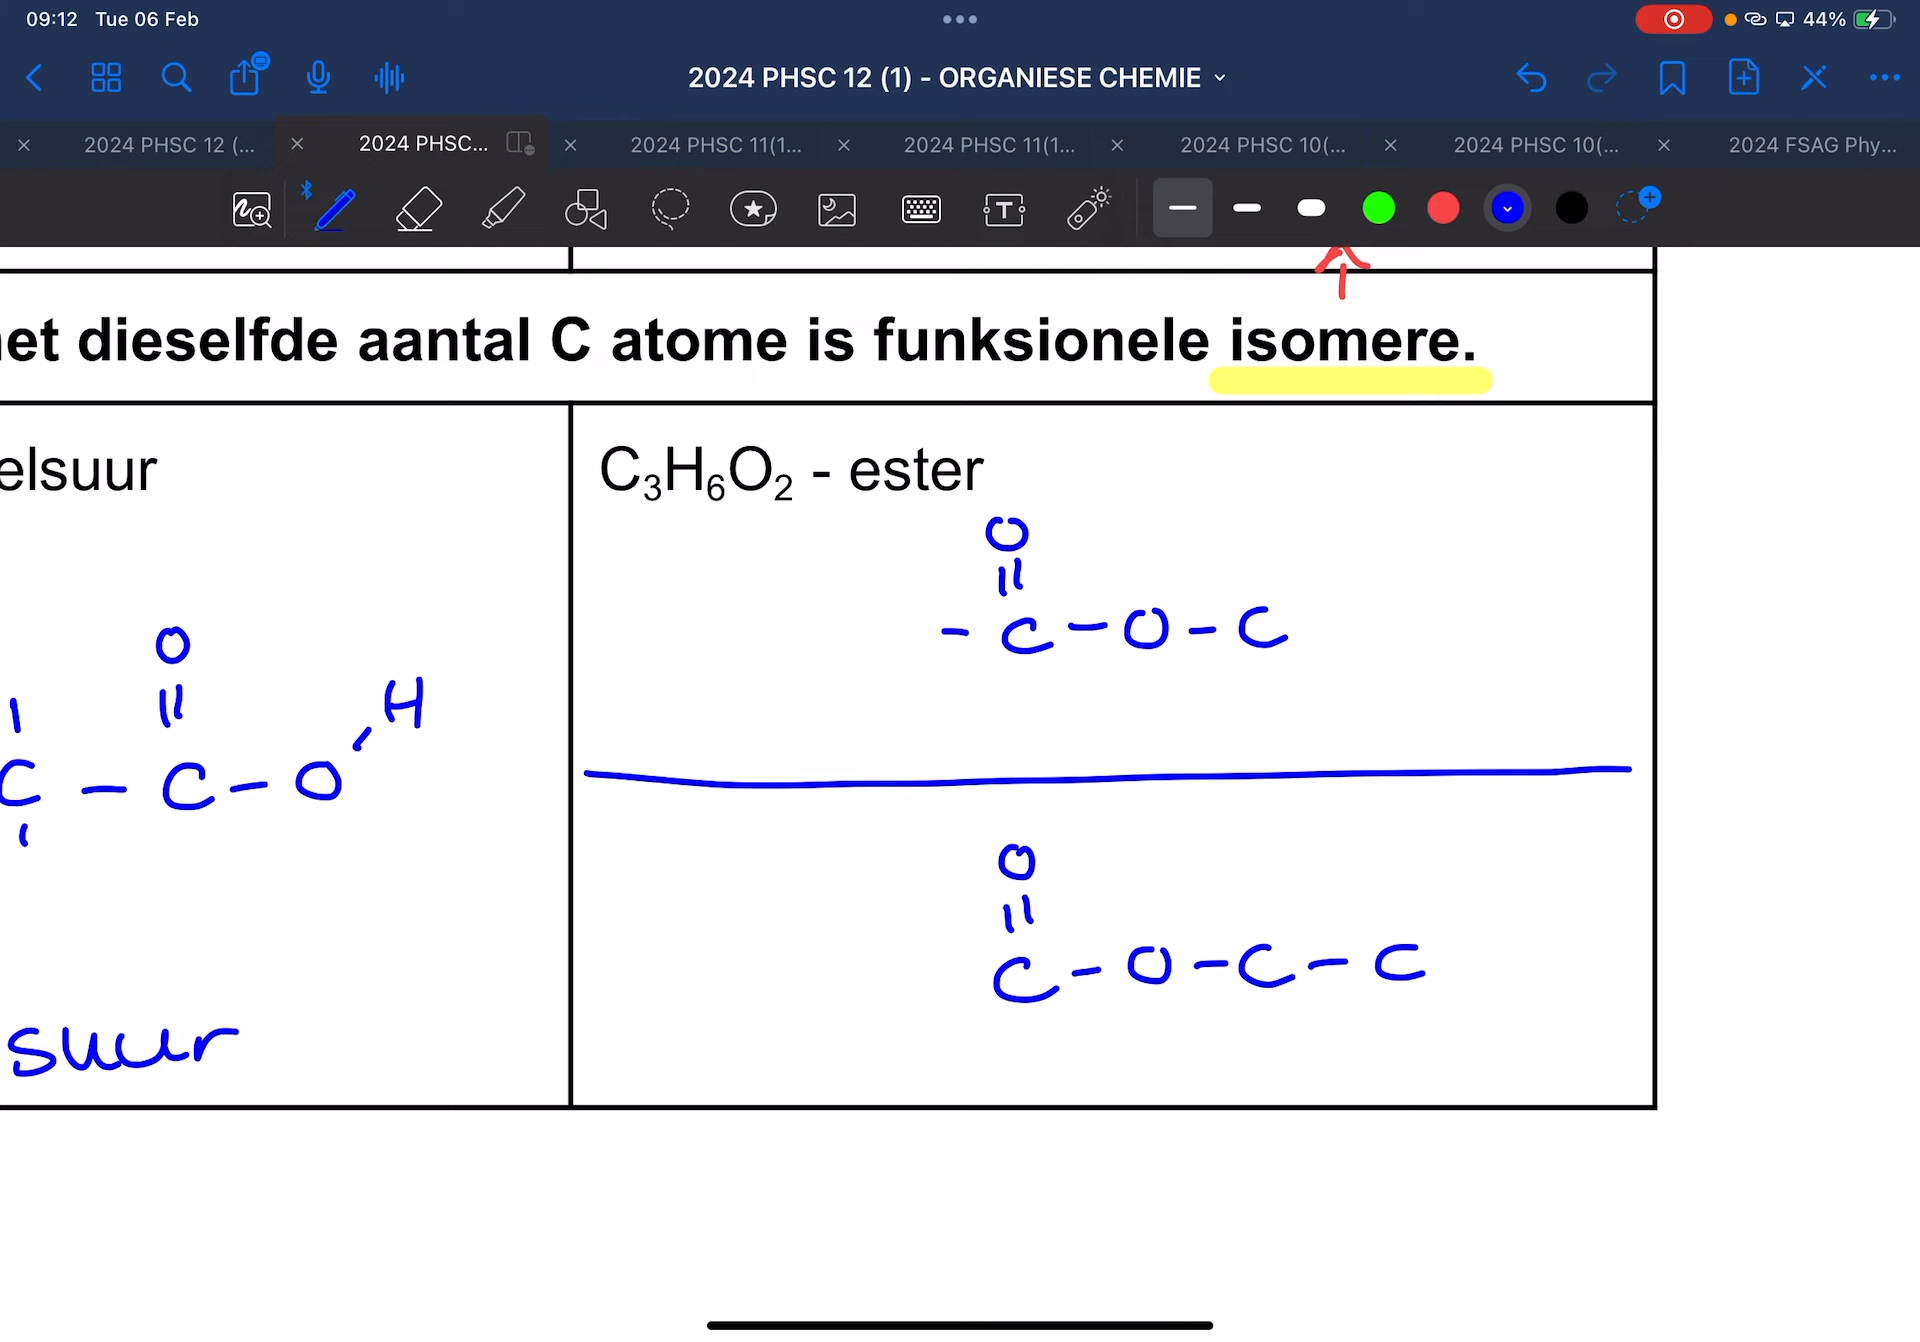 09:12 Tue 06 Feb
44%
2024 PHSC 12 (1) - ORGANIESE CHEMIE
2024 PHSC 12 (...
2024 PHSC...
2024 PHSC 11(1...
2024 PHSC 11(1...
2024 PHSC 10(...
2024 PHSC 10(...
2024 FSAG Phy...
T
et dieselfde aantal C atome is funksionele isomere.
elsuur
C₃H₆O₂ - ester
O
||
- C - O - C
O
||
H
C - C - O
O
||
C - O - C - C
suur